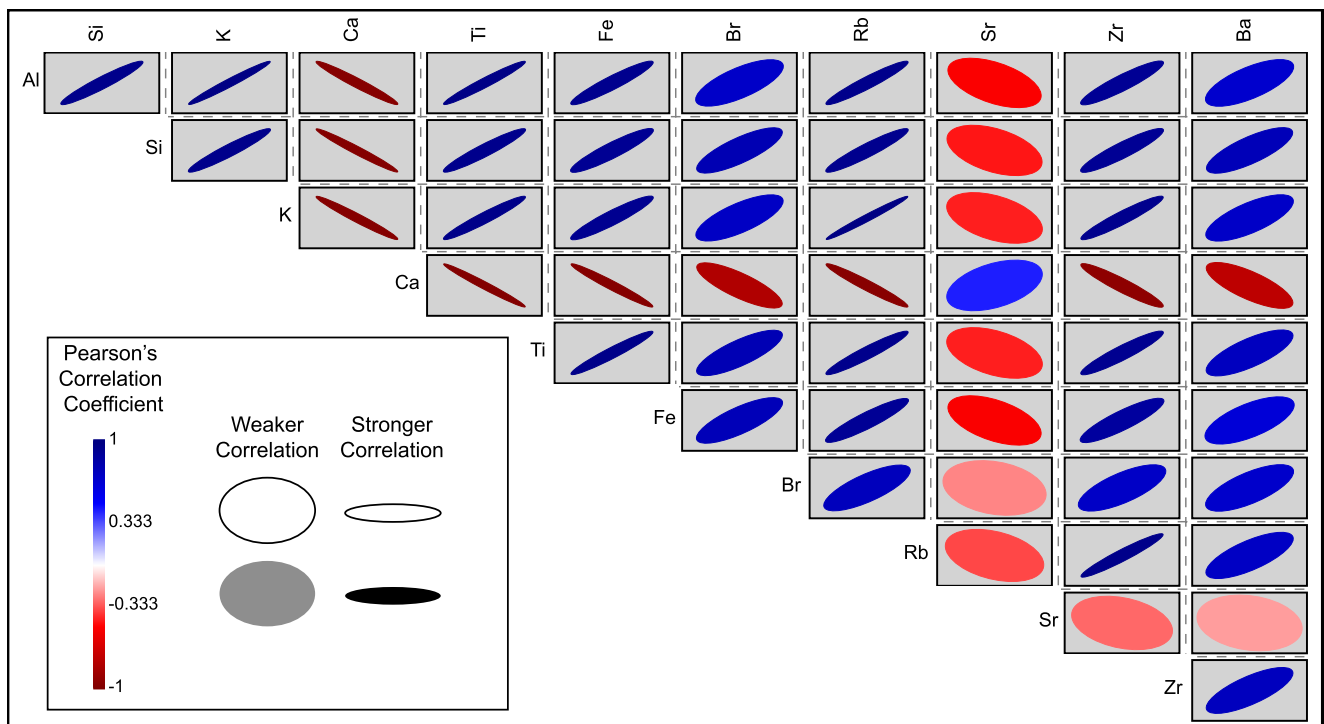 Si K Ca Ti Fe Br Rb Sr Zr Ba
Al
Si
K
Ca
Ti
Fe
Br
Rb
Sr
Zr
Pearson's
Correlation
Coefficient
1
0.333
-0.333
-1
Weaker
Correlation
Stronger
Correlation